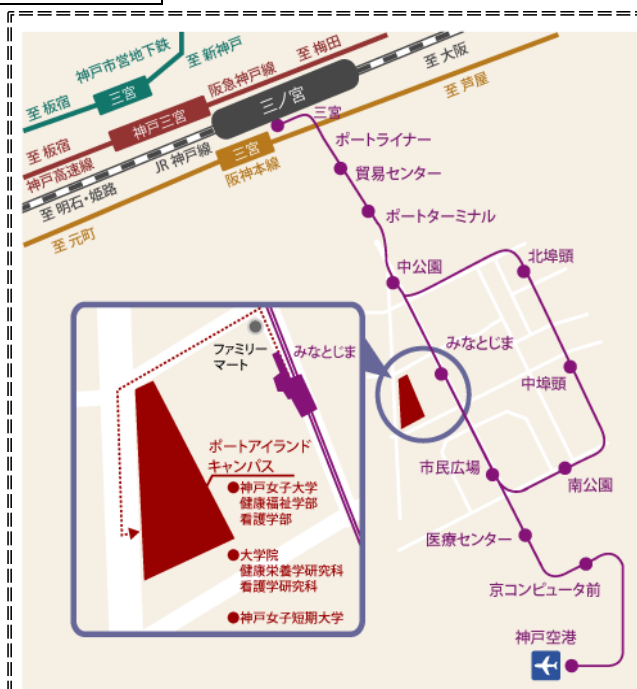 神戸市営地下鉄
至 新神戸
至 板宿
三宮
阪急神戸線
至 梅田
至 大阪
至 芦屋
三ノ宮
神戸三宮
至 板宿
神戸高速線
JR 神戸線
至 明石・姫路
三宮
阪神本線
至 元町
三宮
ポートライナー
貿易センター
ポートターミナル
中公園
北埠頭
みなとじま
中埠頭
市民広場
南公園
医療センター
京コンピュータ前
神戸空港
ファミリー
マート
みなとじま
ポートアイランド
キャンパス
●神戸女子大学
健康福祉学部
看護学部
●大学院
健康栄養学研究科
看護学研究科
●神戸女子短期大学